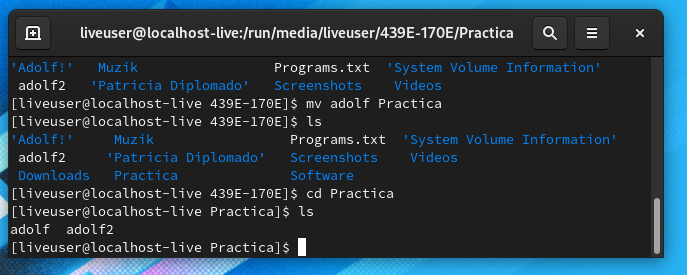 liveuser@localhost-live:/run/media/liveuser/439E-170E/Practica
'Adolf!'   Muzik                 Programs.txt  'System Volume Information'
 adolf2   'Patricia Diplomado'   Screenshots    Videos
[liveuser@localhost-live 439E-170E]$ mv adolf Practica
[liveuser@localhost-live 439E-170E]$ ls
'Adolf!'     Muzik                 Programs.txt  'System Volume Information'
 adolf2     'Patricia Diplomado'   Screenshots    Videos
 Downloads   Practica              Software
[liveuser@localhost-live 439E-170E]$ cd Practica
[liveuser@localhost-live Practica]$ ls
adolf  adolf2
[liveuser@localhost-live Practica]$